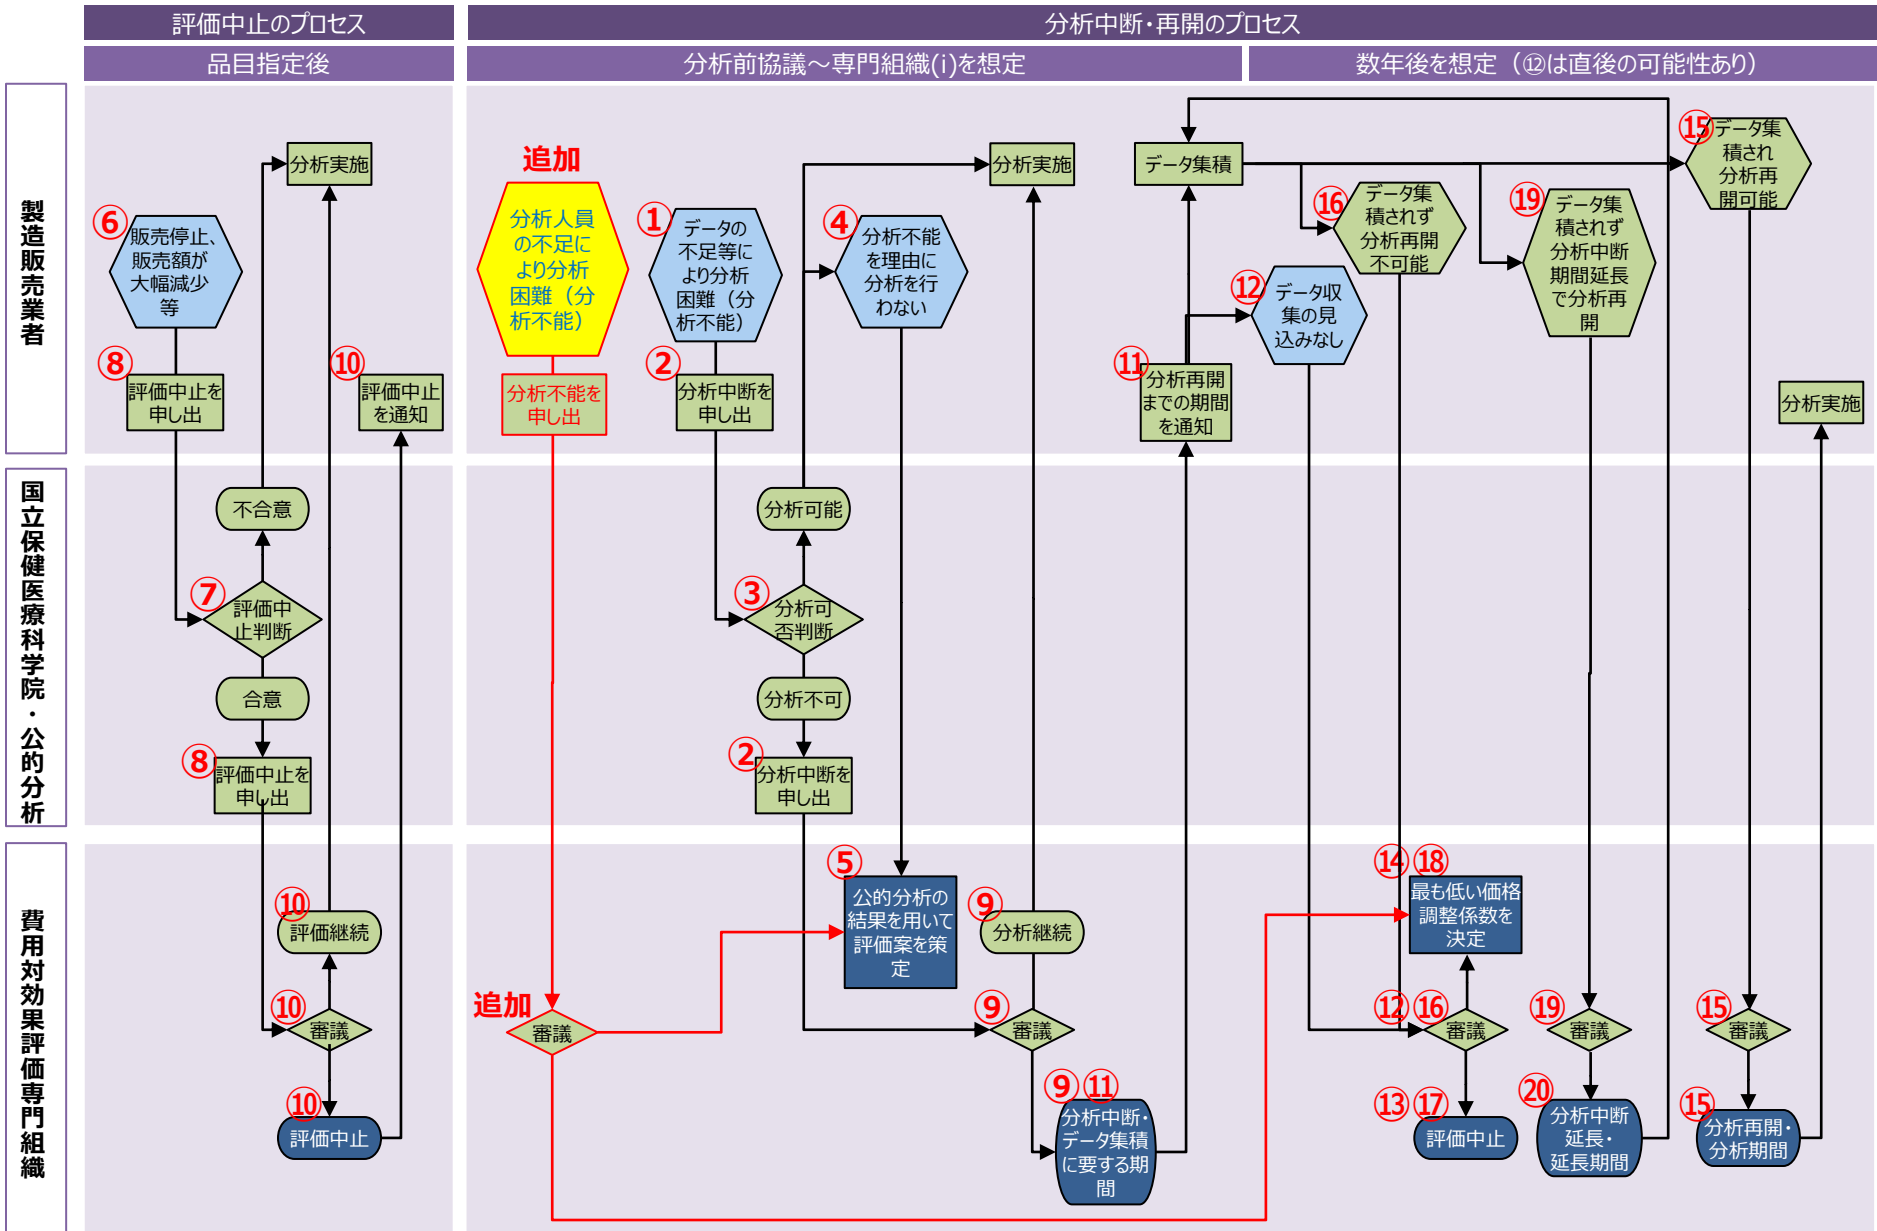 評価中止のプロセス
分析中断・再開のプロセス
品目指定後
分析前協議～専門組織(i)を想定
数年後を想定（⑫は直後の可能性あり）
製造販売業者
⑥
販売停止、
販売額が
大幅減少
等
⑧
評価中止を
申し出
分析実施
⑩
評価中止
を通知
追加
分析人員
の不足に
より分析
困難（分
析不能）
分析不能を
申し出
①
データの
不足等に
より分析
困難（分
析不能）
②
分析中断を
申し出
④
分析不能
を理由に
分析を行
わない
分析実施
データ集積
⑪
分析再開
までの期間
を通知
⑫
データ収
集の見
込みなし
⑯
データ集
積されず
分析再開
不可能
⑲
データ集
積されず
分析中断
期間延長
で分析再
開
⑮
データ集
積され
分析再
開可能
分析実施
国立保健医療科学院・公的分析
不合意
⑦
評価中
止判断
合意
⑧
評価中止を
申し出
分析可能
③
分析可
否判断
分析不可
②
分析中断を
申し出
費用対効果評価専門組織
⑩
評価継続
⑩
審議
⑩
評価中止
追加
審議
⑤
公的分析の
結果を用いて
評価案を策
定
⑨
分析継続
⑨
審議
⑨ ⑪
分析中断・
データ集積
に要する期
間
⑭ ⑱
最も低い価格
調整係数を
決定
⑫ ⑯
審議
⑬ ⑰
評価中止
⑲
審議
⑳
分析中断
延長・
延長期間
⑮
審議
⑮
分析再開・
分析期間